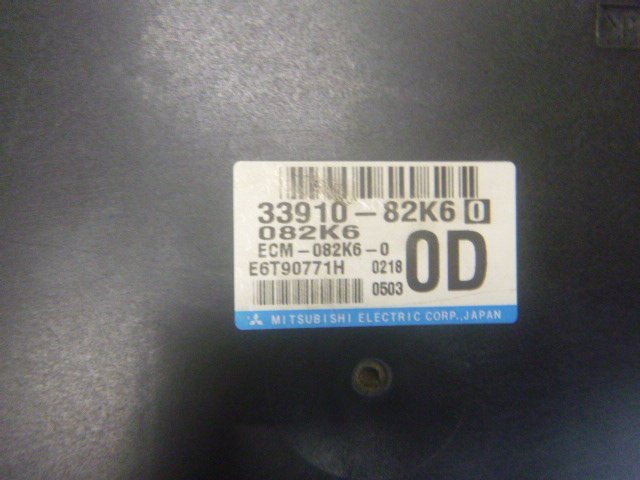 33910-82K6 0
082K6
ECM-082K6-0
E6T90771H 0218
0503
0D
MITSUBISHI ELECTRIC CORP., JAPAN